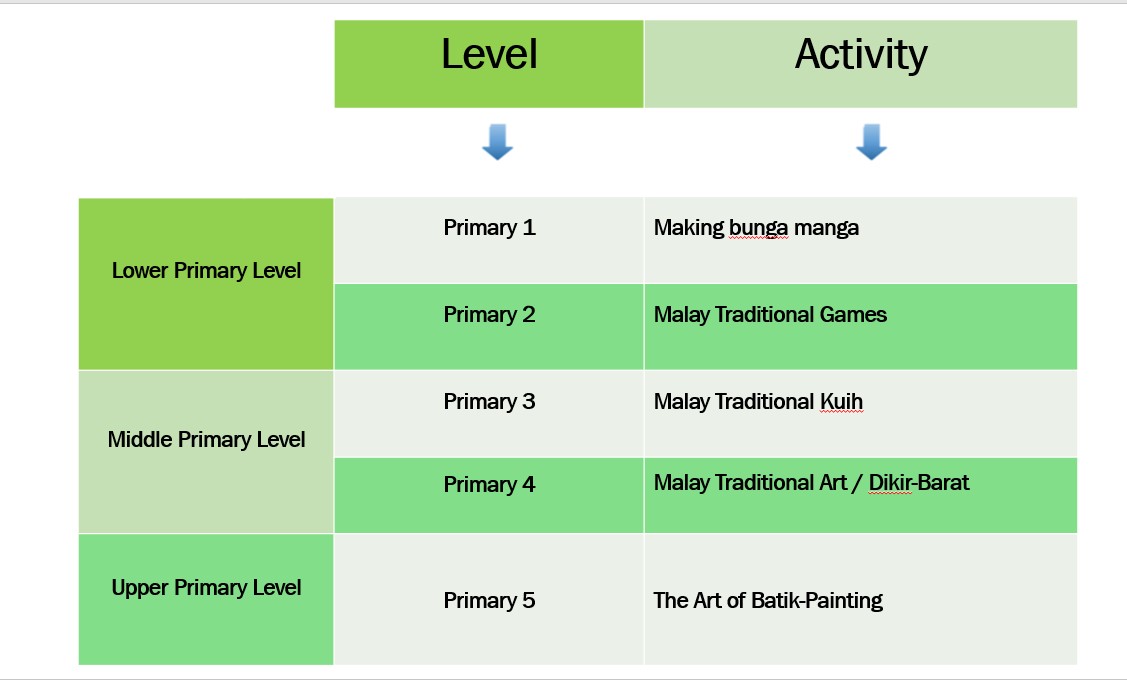 Level Activity
Lower Primary Level
Primary 1 Making bunga manga
Primary 2 Malay Traditional Games
Middle Primary Level
Primary 3 Malay Traditional Kuih
Primary 4 Malay Traditional Art / Dikir-Barat
Upper Primary Level
Primary 5 The Art of Batik-Painting